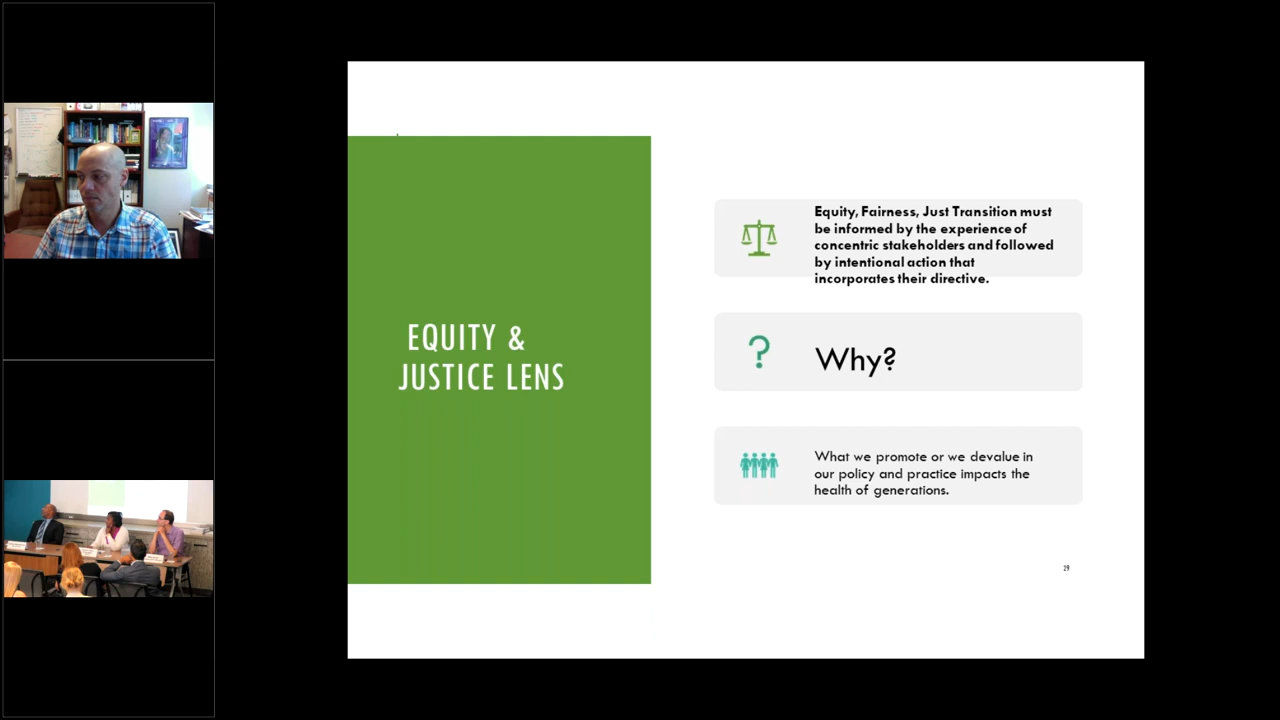 EQUITY &
JUSTICE LENS
Equity, Fairness, Just Transition must
be informed by the experience of
concentric stakeholders and followed
by intentional action that
incorporates their directive.
?
Why?
What we promote or we devalue in
our policy and practice impacts the
health of generations.
29